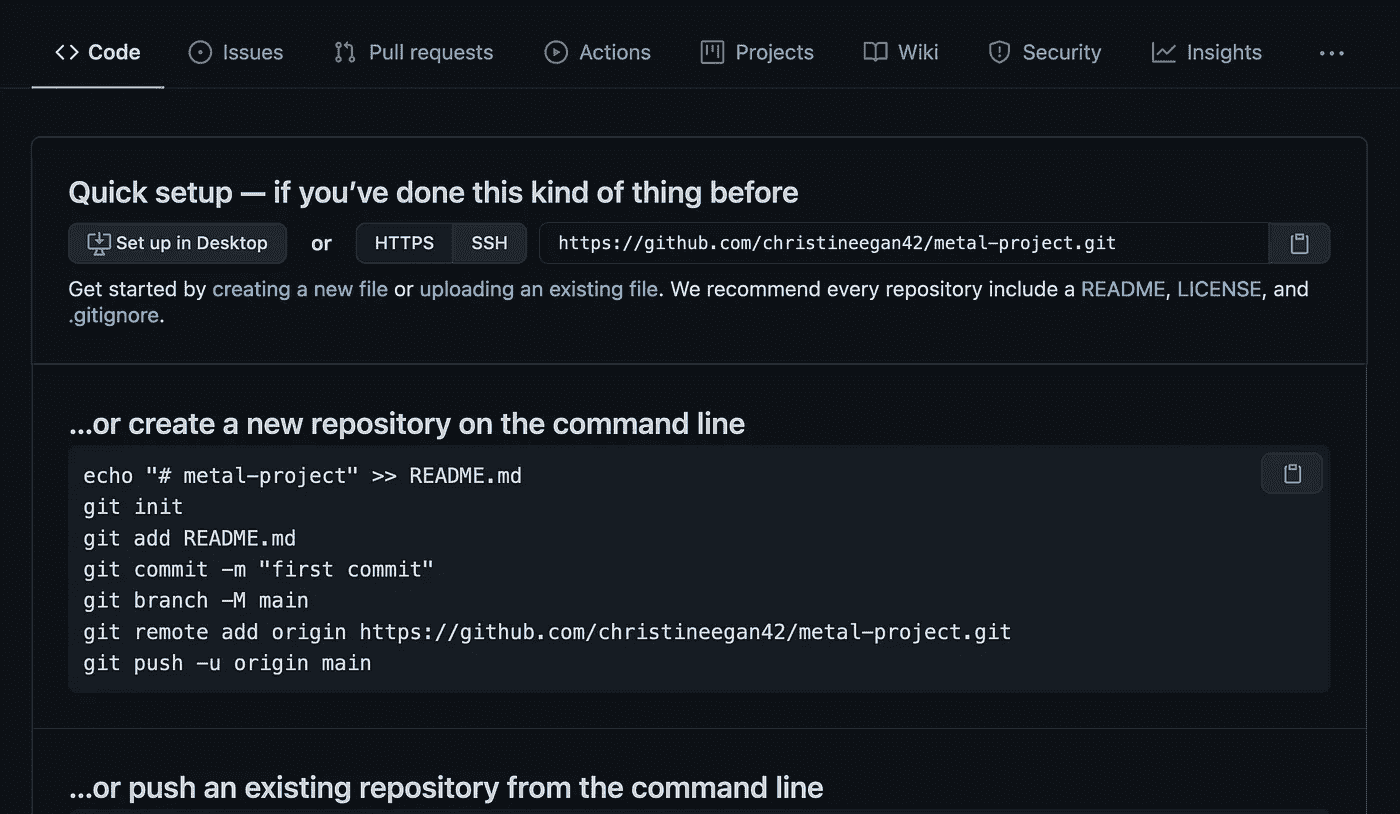 Code Issues Pull requests Actions Projects Wiki Security Insights
Quick setup — if you’ve done this kind of thing before
Set up in Desktop or HTTPS SSH https://github.com/christineegan42/metal-project.git
Get started by creating a new file or uploading an existing file. We recommend every repository include a README, LICENSE, and
.gitignore.
...or create a new repository on the command line
echo "# metal-project" >> README.md
git init
git add README.md
git commit -m "first commit"
git branch -M main
git remote add origin https://github.com/christineegan42/metal-project.git
git push -u origin main
...or push an existing repository from the command line